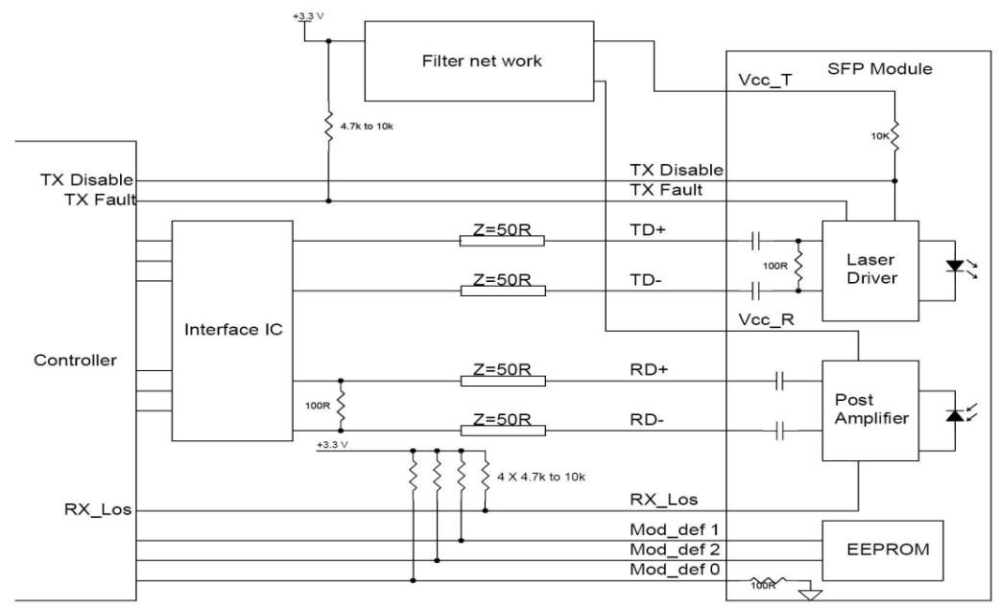 +3.3 V
Filter net work
SFP Module
Vcc_T
4.7k to 10k
10K
TX Disable
TX Disable
TX Fault
TX Fault
Z=50R
TD+
100R
Laser
Driver
Z=50R
TD-
Interface IC
Vcc_R
Controller
Z=50R
RD+
100R
Post
Amplifier
Z=50R
RD-
+3.3 V
4 X 4.7k to 10k
RX_Los
RX_Los
Mod_def 1
Mod_def 2
EEPROM
Mod_def 0
100R